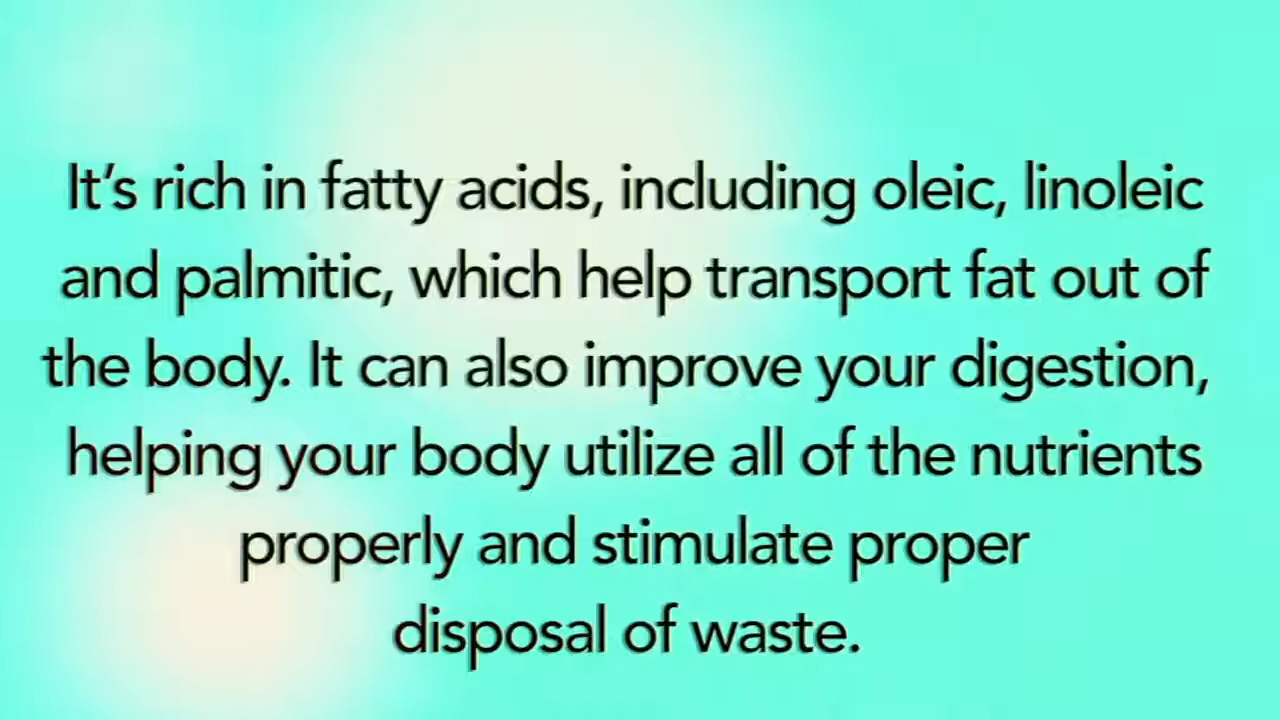 It’s rich in fatty acids, including oleic, linoleic
and palmitic, which help transport fat out of
the body. It can also improve your digestion,
helping your body utilize all of the nutrients
properly and stimulate proper
disposal of waste.